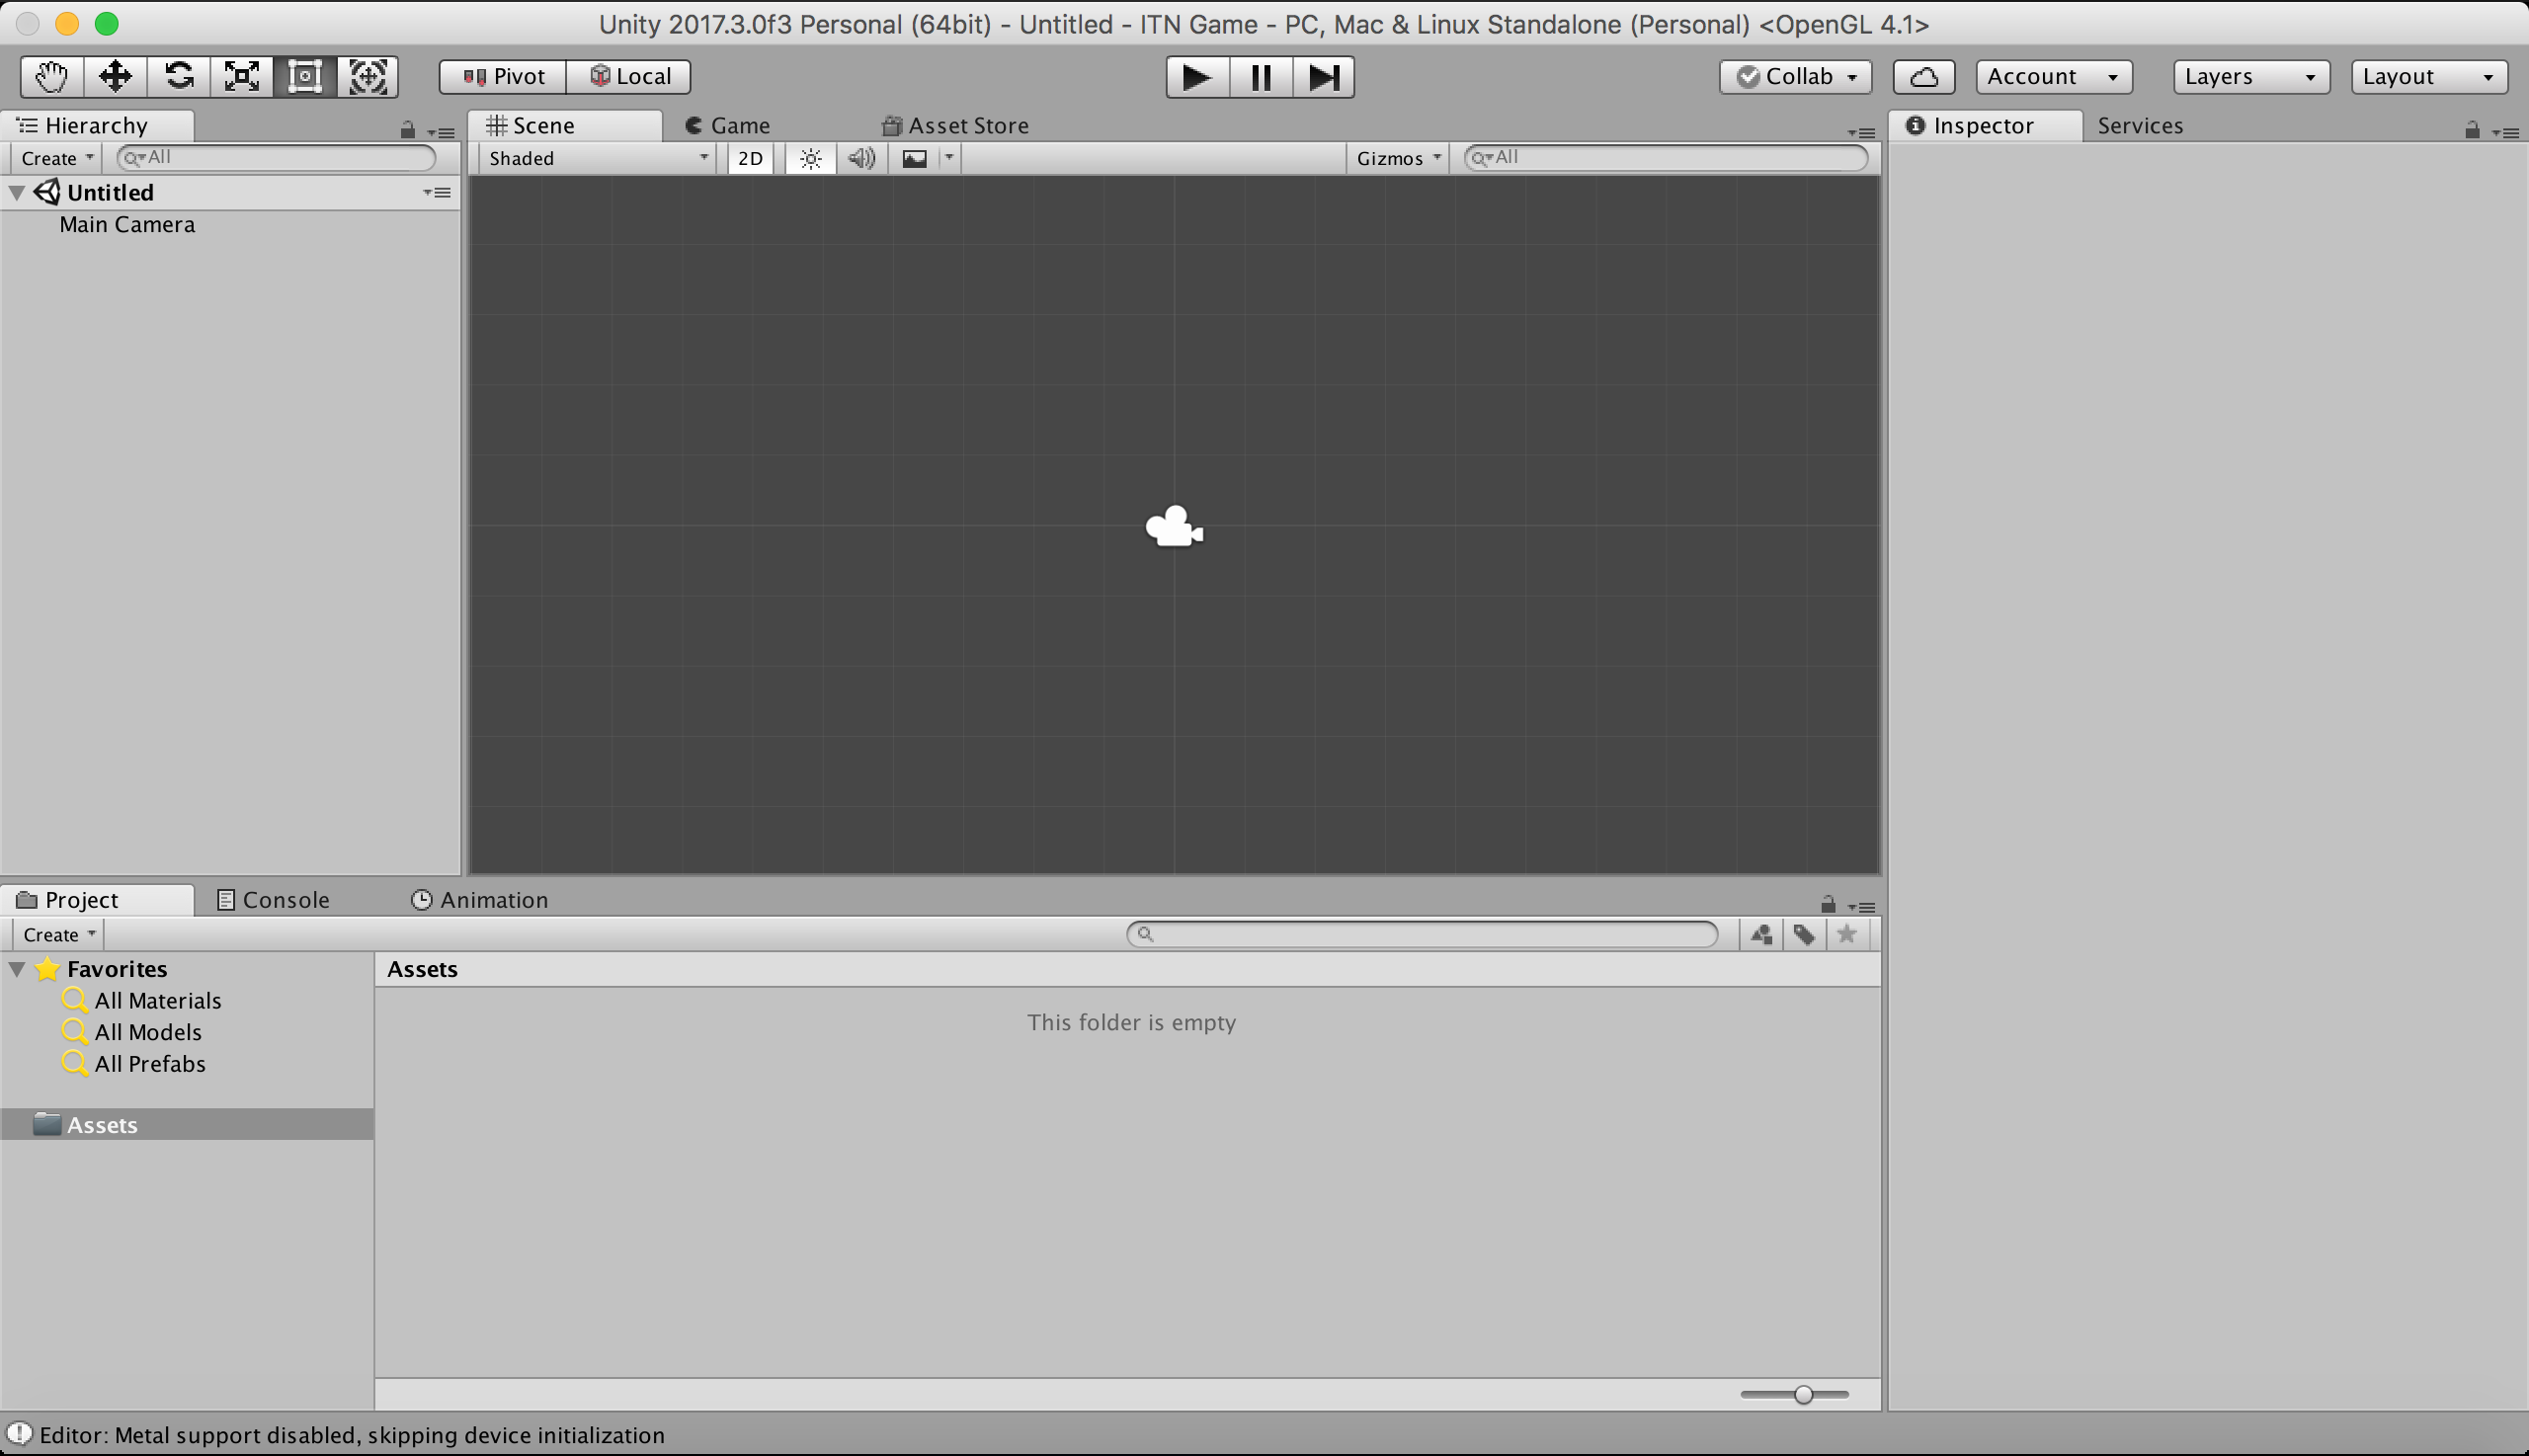 Unity 2017.3.0f3 Personal (64bit) - Untitled - ITN Game - PC, Mac & Linux Standalone (Personal) <OpenGL 4.1>
Pivot Local Collab Account Layers Layout
Hierarchy Scene Game Asset Store Inspector Services
Create All Shaded 2D Gizmos All
Untitled
Main Camera
Project Console Animation
Create
Favorites Assets
All Materials
This folder is empty
All Models
All Prefabs
Assets
Editor: Metal support disabled, skipping device initialization